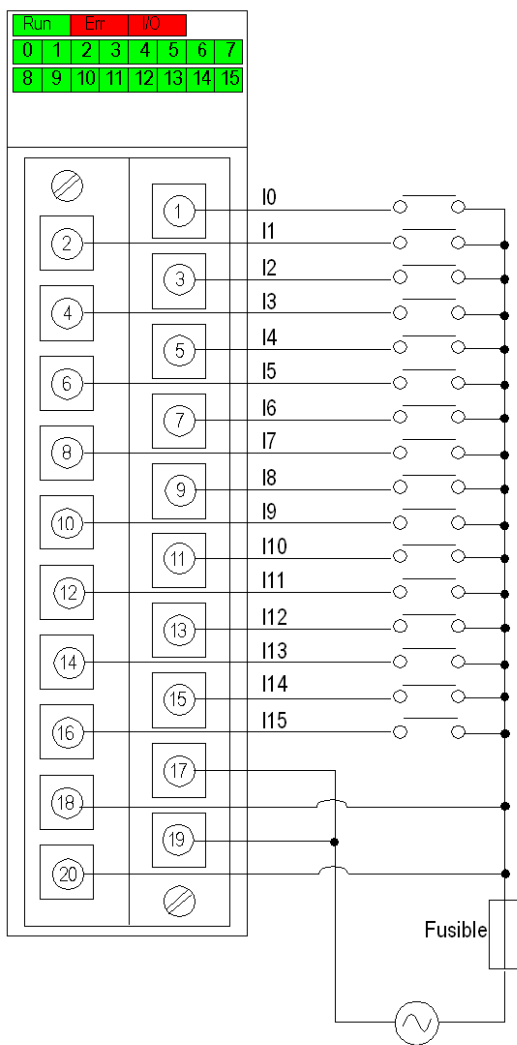 Run Err I/O
0 1 2 3 4 5 6 7
8 9 10 11 12 13 14 15
1 I0
2 I1
3 I2
4 I3
5 I4
6 I5
7 I6
8 I7
9 I8
10 I9
11 I10
12 I11
13 I12
14 I13
15 I14
16 I15
17
18
19
20
Fusible